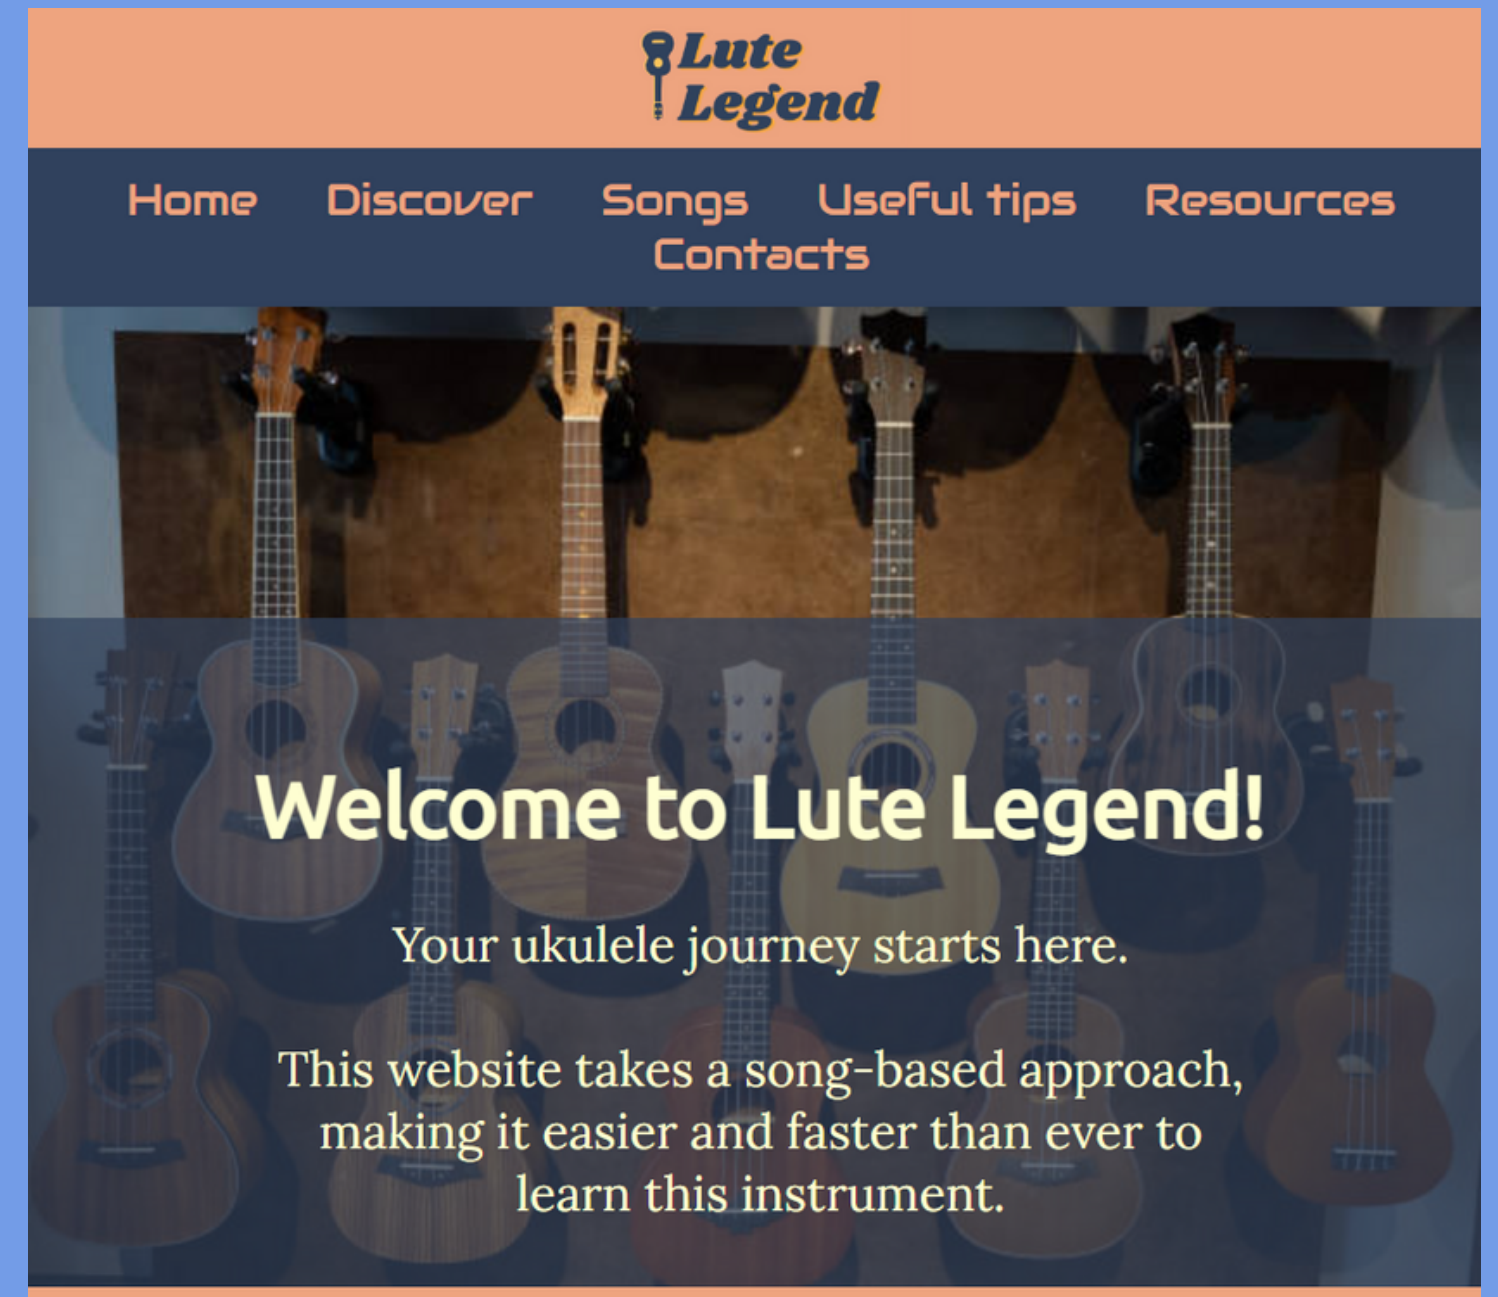 Lute
Legend
Home Discover Songs Useful tips Resources
Contacts
Welcome to Lute Legend!
Your ukulele journey starts here.
This website takes a song-based approach,
making it easier and faster than ever to
learn this instrument.